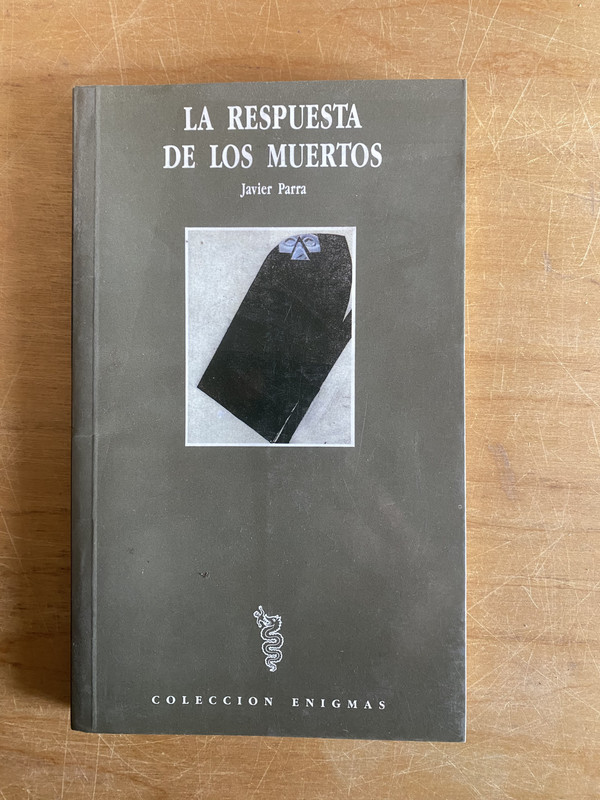 LA RESPUESTA
DE LOS MUERTOS
Javier Parra
COLECCION ENIGMAS